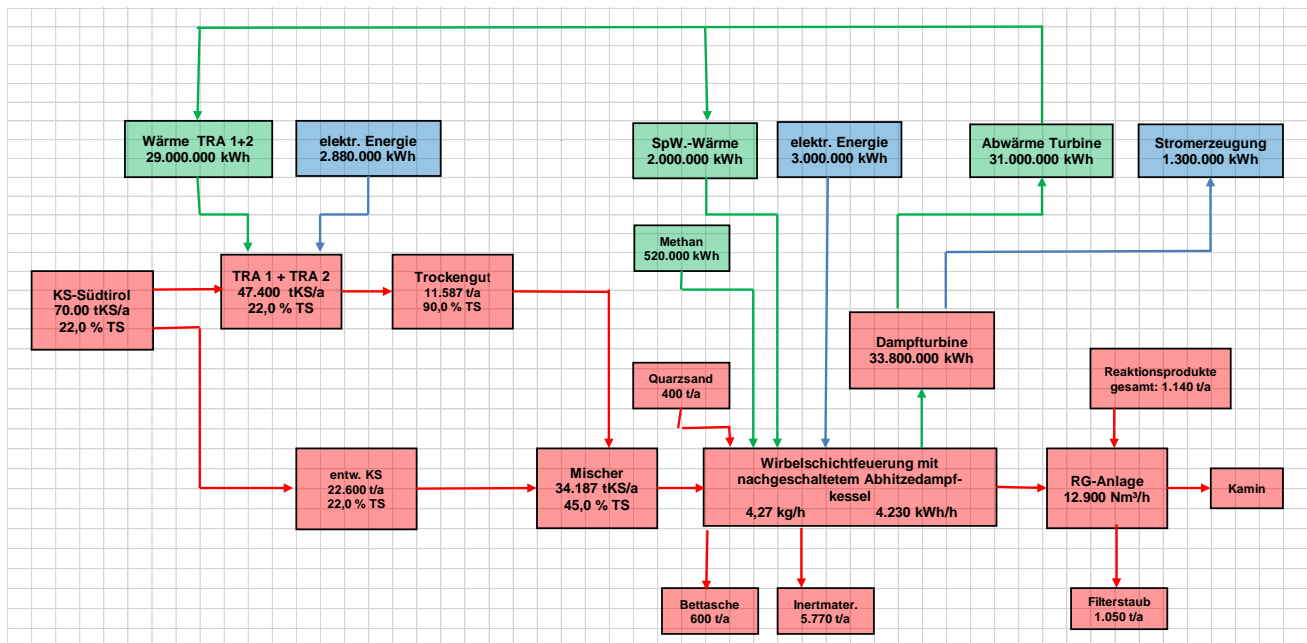 Wärme TRA 1+2
29.000.000 kWh
elektr. Energie
2.880.000 kWh
SpW.-Wärme
2.000.000 kWh
elektr. Energie
3.000.000 kWh
Abwärme Turbine
31.000.000 kWh
Stromerzeugung
1.300.000 kWh
Methan
520.000 kWh
KS-Südtirol
70.00 tKS/a
22,0 % TS
TRA 1 + TRA 2
47.400 tKS/a
22,0 % TS
Trockengut
11.587 t/a
90,0 % TS
Dampfturbine
33.800.000 kWh
Quarzsand
400 t/a
Reaktionsprodukte
gesamt: 1.140 t/a
entw. KS
22.600 t/a
22,0 % TS
Mischer
34.187 tKS/a
45,0 % TS
Wirbelschichtfeuerung mit
nachgeschaltetem Abhitzedampf-
kessel
4,27 kg/h 4.230 kWh/h
RG-Anlage
12.900 Nm³/h
Kamin
Bettasche
600 t/a
Inertmater.
5.770 t/a
Filterstaub
1.050 t/a